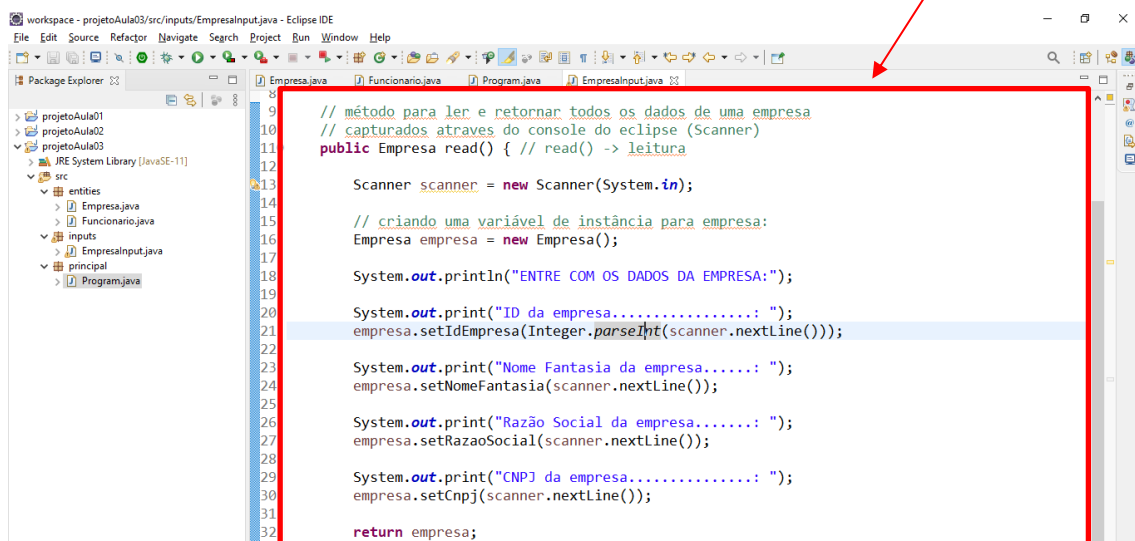 workspace - projetoAula03/src/inputs/EmpresaInput.java - Eclipse IDE
File Edit Source Refactor Navigate Search Project Run Window Help
Package Explorer
Empresa.java Funcionario.java Program.java EmpresaInput.java
projetoAula01
projetoAula02
projetoAula03
JRE System Library [JavaSE-11]
src
entities
Empresa.java
Funcionario.java
inputs
EmpresaInput.java
principal
Program.java
8
9 // método para ler e retornar todos os dados de uma empresa
10 // capturados atraves do console do eclipse (Scanner)
11 public Empresa read() { // read() -> leitura
12
13 Scanner scanner = new Scanner(System.in);
14
15 // criando uma variável de instância para empresa:
16 Empresa empresa = new Empresa();
17
18 System.out.println("ENTRE COM OS DADOS DA EMPRESA:");
19
20 System.out.print("ID da empresa.................: ");
21 empresa.setIdEmpresa(Integer.parseInt(scanner.nextLine()));
22
23 System.out.print("Nome Fantasia da empresa......: ");
24 empresa.setNomeFantasia(scanner.nextLine());
25
26 System.out.print("Razão Social da empresa.......: ");
27 empresa.setRazaoSocial(scanner.nextLine());
28
29 System.out.print("CNPJ da empresa...............: ");
30 empresa.setCnpj(scanner.nextLine());
31
32 return empresa;